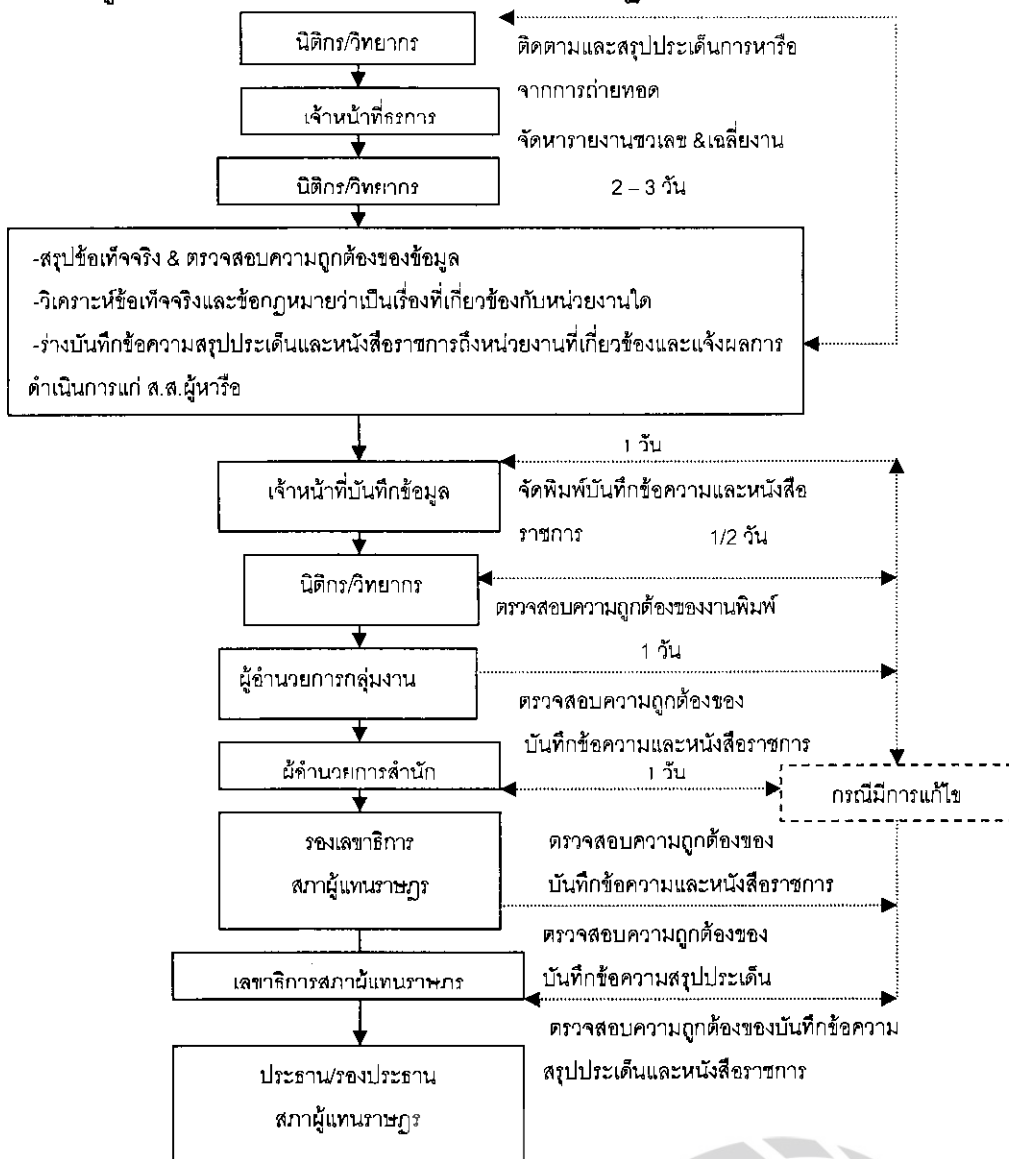 นิติกร/วิทยากร
ติดตามและสรุปประเด็นการหารือ
จากการถ่ายทอด
เจ้าหน้าที่ธุรการ
จัดหารายงานชวเลข &เฉลี่ยงาน
นิติกร/วิทยากร
2 – 3 วัน
-สรุปข้อเท็จจริง & ตรวจสอบความถูกต้องของข้อมูล
-วิเคราะห์ข้อเท็จจริงและข้อกฎหมายว่าเป็นเรื่องที่เกี่ยวข้องกับหน่วยงานใด
-ร่างบันทึกข้อความสรุปประเด็นและหนังสือราชการถึงหน่วยงานที่เกี่ยวข้องและแจ้งผลการ
ดำเนินการแก่ ส.ส.ผู้หารือ
1 วัน
เจ้าหน้าที่บันทึกข้อมูล
จัดพิมพ์บันทึกข้อความและหนังสือ
ราชการ 1/2 วัน
นิติกร/วิทยากร
ตรวจสอบความถูกต้องของงานพิมพ์
1 วัน
ผู้อำนวยการกลุ่มงาน
ตรวจสอบความถูกต้องของ
บันทึกข้อความและหนังสือราชการ
ผู้อำนวยการสำนัก
1 วัน
กรณีมีการแก้ไข
รองเลขาธิการ
สภาผู้แทนราษฎร
ตรวจสอบความถูกต้องของ
บันทึกข้อความและหนังสือราชการ
ตรวจสอบความถูกต้องของ
บันทึกข้อความสรุปประเด็น
เลขาธิการสภาผู้แทนราษฎร
ตรวจสอบความถูกต้องของบันทึกข้อความ
สรุปประเด็นและหนังสือราชการ
ประธาน/รองประธาน
สภาผู้แทนราษฎร